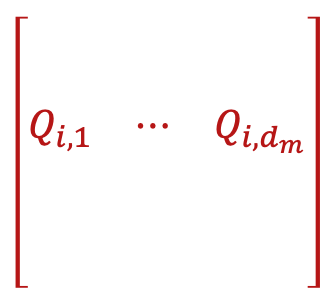 [Q_{i,1} ⋯ Q_{i,d_m}]